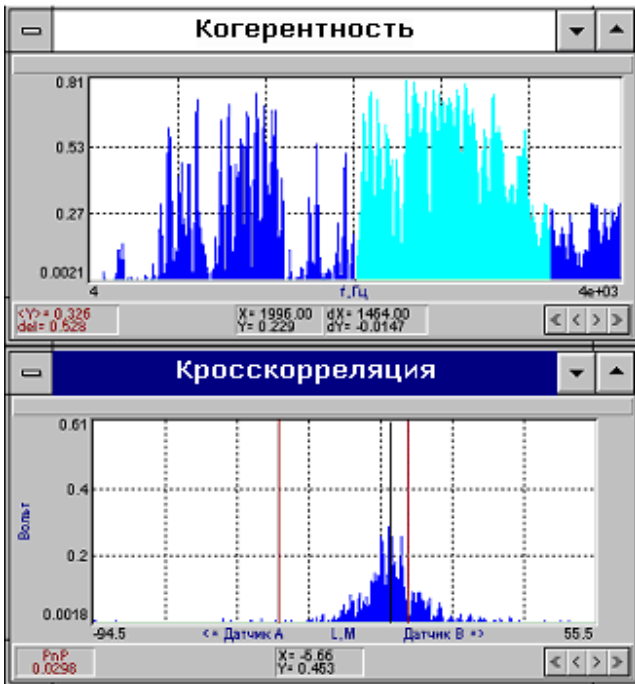 Когерентность
0.81
0.53
0.27
0.0021
4 f,Гц 4e+03
<Y>= 0.326 X= 1996.00 dX= 1464.00
del= 0.528 Y= 0.229 dY= -0.0147
Кросскорреляция
0.61
0.4
Вольт
0.2
0.0018
-94.5 <= Датчик A L,М Датчик B => 55.5
PnP X= -5.66
0.0298 Y= 0.453